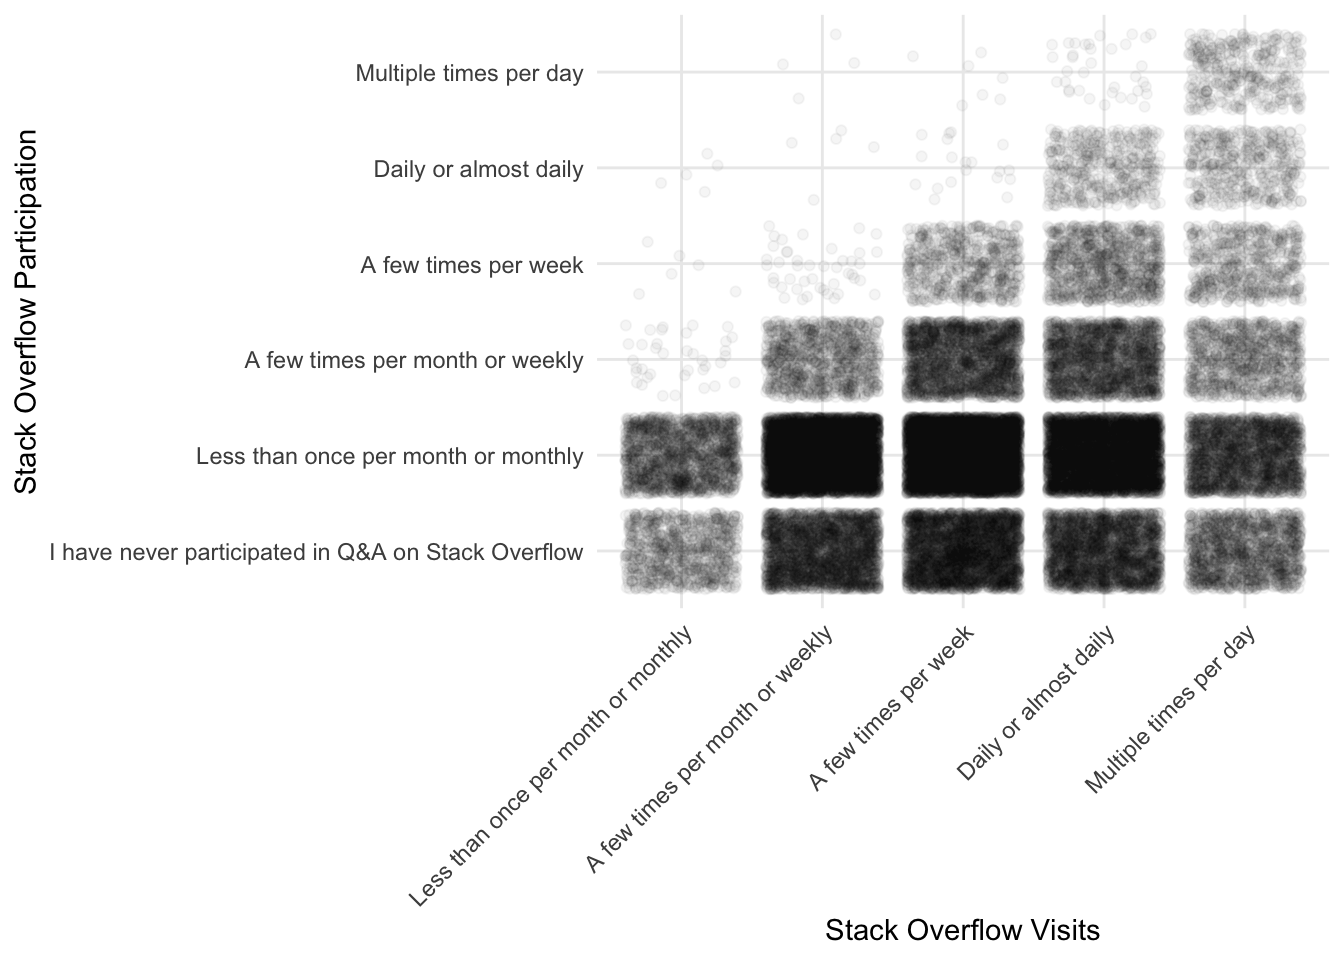 Stack Overflow Participation
Multiple times per day
Daily or almost daily
A few times per week
A few times per month or weekly
Less than once per month or monthly
I have never participated in Q&A on Stack Overflow
Less than once per month or monthly
A few times per month or weekly
A few times per week
Daily or almost daily
Multiple times per day
Stack Overflow Visits